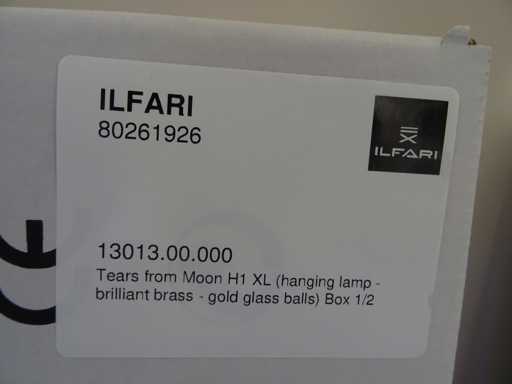 ILFARI
80261926
ILFARI
13013.00.000
Tears from Moon H1 XL (hanging lamp -
brilliant brass - gold glass balls) Box 1/2
CE